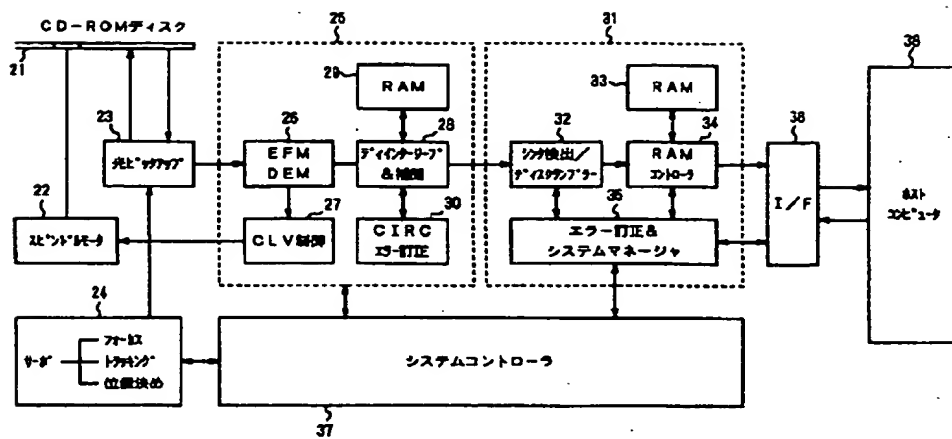 CD-ROMディスク
21
25
31
38
29
RAM
33
RAM
23
光ピックアップ
26
EFM
DEM
28
ディインターリーブ
&補間
32
シンク検出/
ディスクランブラー
34
RAM
コントローラ
36
I/F
ホスト
コンピュータ
22
スピンドルモータ
27
CLV制御
30
CIRC
エラー訂正
35
エラー訂正&
システムマネージャ
24
サーボ
フォーカス
トラッキング
位置決め
システムコントローラ
37